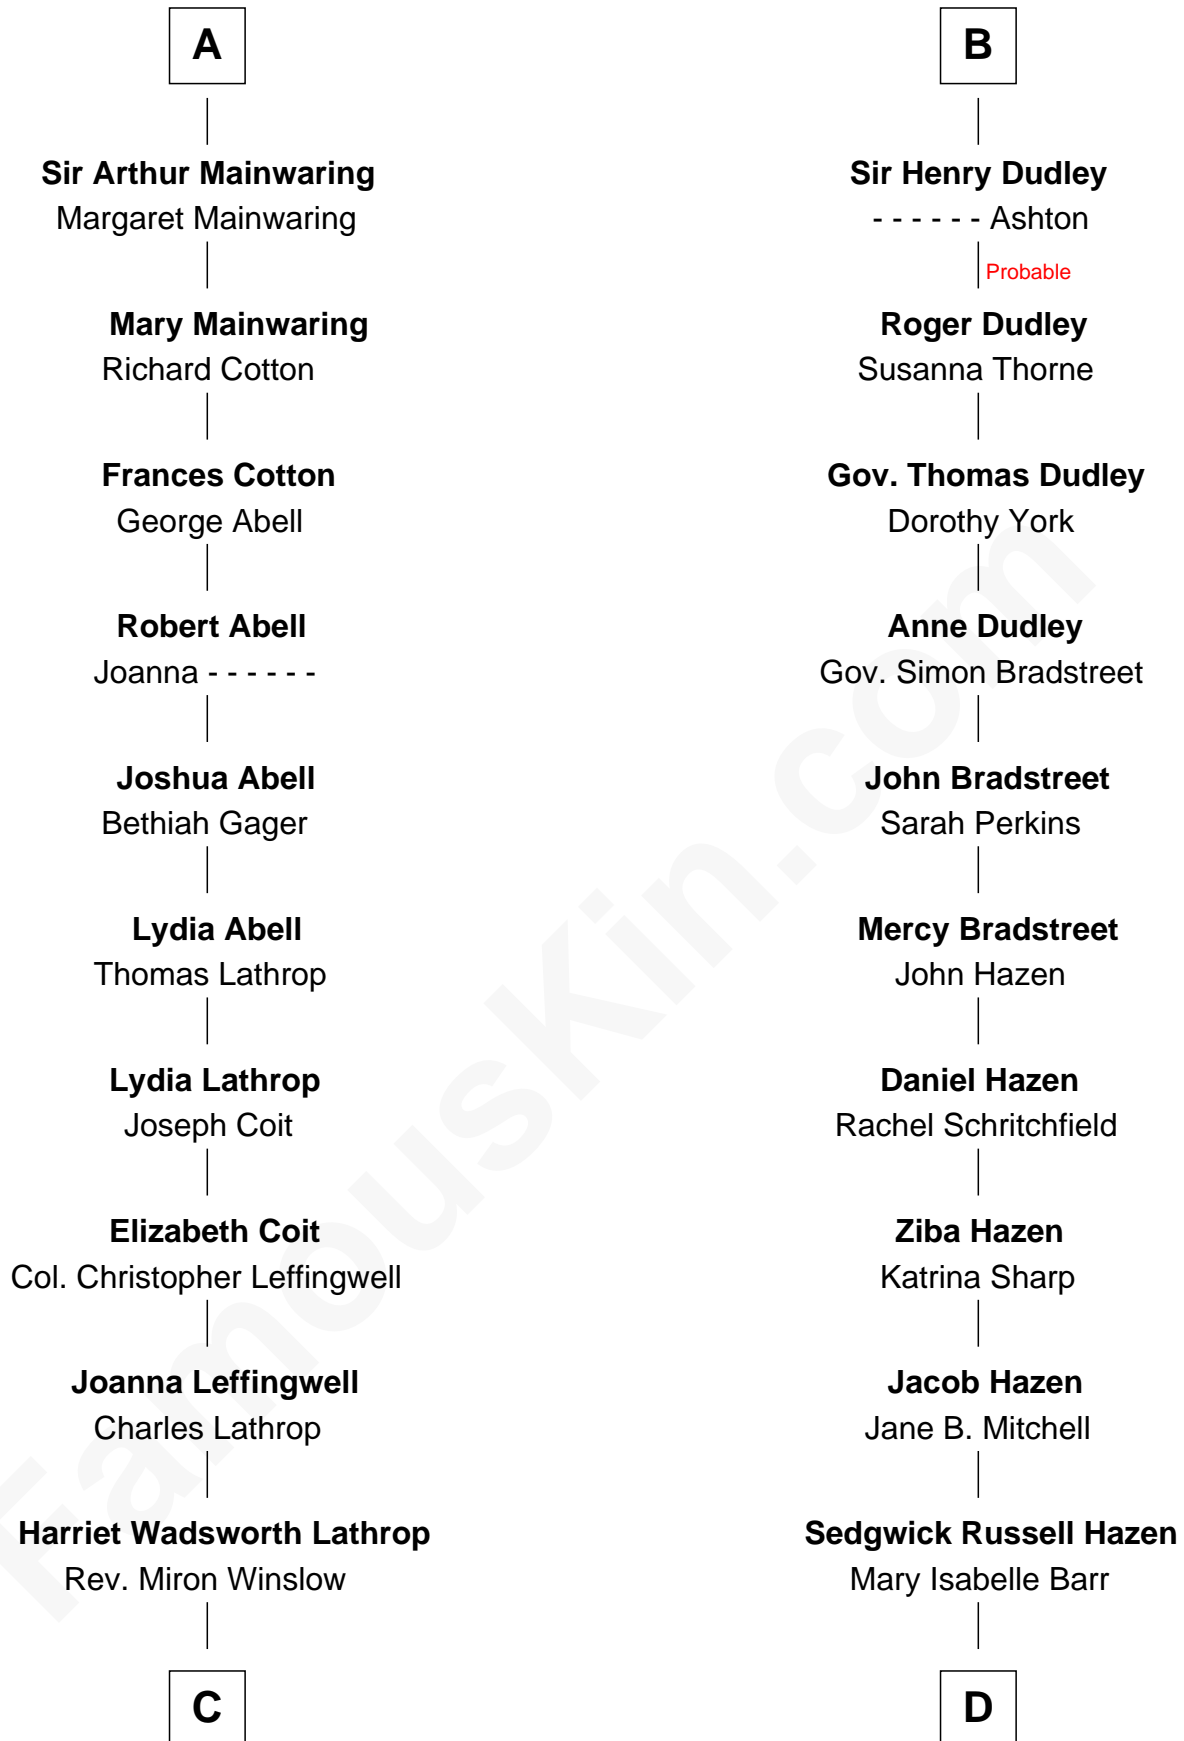 A
Sir Arthur Mainwaring
Margaret Mainwaring
Mary Mainwaring
Richard Cotton
Frances Cotton
George Abell
Robert Abell
Joanna - - - - - -
Joshua Abell
Bethiah Gager
Lydia Abell
Thomas Lathrop
Lydia Lathrop
Joseph Coit
Elizabeth Coit
Col. Christopher Leffingwell
Joanna Leffingwell
Charles Lathrop
Harriet Wadsworth Lathrop
Rev. Miron Winslow
C
B
Sir Henry Dudley
- - - - - - Ashton
Probable
Roger Dudley
Susanna Thorne
Gov. Thomas Dudley
Dorothy York
Anne Dudley
Gov. Simon Bradstreet
John Bradstreet
Sarah Perkins
Mercy Bradstreet
John Hazen
Daniel Hazen
Rachel Schritchfield
Ziba Hazen
Katrina Sharp
Jacob Hazen
Jane B. Mitchell
Sedgwick Russell Hazen
Mary Isabelle Barr
D
FamousKin.com